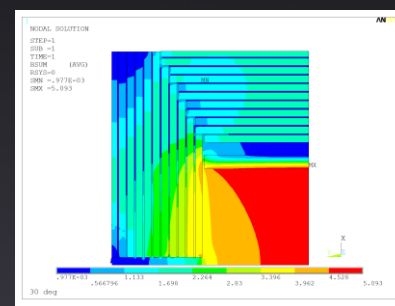 AN
NODAL SOLUTION
STEP=1
SUB =1
TIME=1
BSUM (AVG)
RSYS=0
SMN =.977E-03
SMX =5.093
MN
MX
X
.977E-03 1.133 2.264 3.396 4.528
.566796 1.698 2.83 3.962 5.093
30 deg